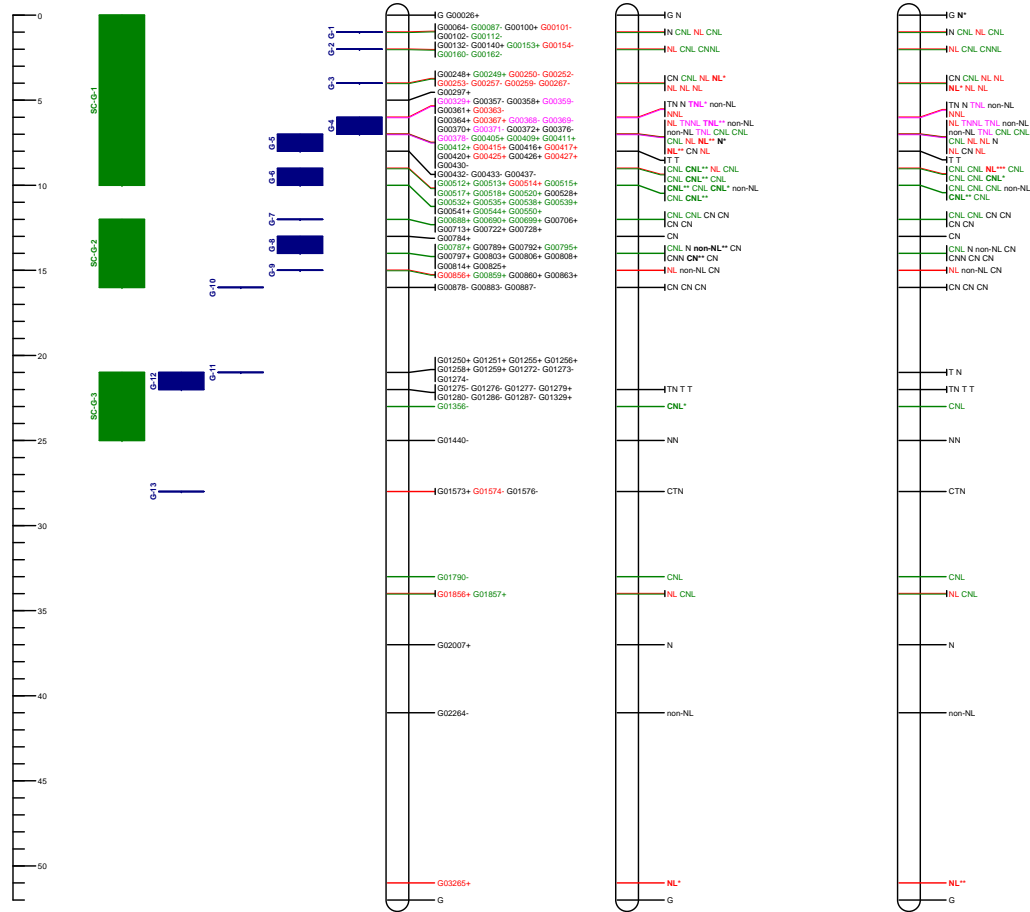 0
5
10
15
20
25
30
35
40
45
50
SC-G-1
SC-G-2
SC-G-3
G-1
G-2
G-3
G-4
G-5
G-6
G-7
G-8
G-9
G-10
G-11
G-12
G-13
G G00026+
G00064- G00087- G00100+ G00101-
G00102- G00112-
G00132- G00140+ G00153+ G00154-
G00160- G00162-
G00248+ G00249+ G00250- G00252-
G00253- G00257- G00259- G00267-
G00297+
G00329+ G00357- G00358+ G00359-
G00361+ G00363-
G00364+ G00367+ G00368- G00369-
G00370+ G00371- G00372+ G00376-
G00378- G00405+ G00409+ G00411+
G00412+ G00415+ G00416+ G00417+
G00420+ G00425+ G00426+ G00427+
G00430-
G00432- G00433- G00437-
G00512+ G00513+ G00514+ G00515+
G00517+ G00518+ G00520+ G00528+
G00532+ G00535+ G00538+ G00539+
G00541+ G00544+ G00550+
G00688+ G00690+ G00699+ G00706+
G00713+ G00722+ G00728+
G00784+
G00787+ G00789+ G00792+ G00795+
G00797+ G00803+ G00806+ G00808+
G00814+ G00825+
G00856+ G00859+ G00860+ G00863+
G00878- G00883- G00887-
G01250+ G01251+ G01255+ G01256+
G01258+ G01259+ G01272- G01273-
G01274-
G01275- G01276- G01277- G01279+
G01280- G01286- G01287- G01329+
G01356-
G01440-
G01573+ G01574- G01576-
G01790-
G01856+ G01857+
G02007+
G02264-
G03265+
G
G N
N CNL NL CNL
NL CNL CNNL
CN CNL NL NL*
NL NL NL
TN N TNL* non-NL
NNL
NL TNNL TNL** non-NL
non-NL TNL CNL CNL
CNL NL NL** N*
NL** CN NL
T T
CNL CNL** NL CNL
CNL CNL** CNL
CNL** CNL CNL* non-NL
CNL CNL**
CNL CNL CN CN
CN CN
CN
CNL N non-NL** CN
CNN CN** CN
NL non-NL CN
CN CN CN
TN T T
CNL*
NN
CTN
CNL
NL CNL
N
non-NL
NL*
G
G N*
N CNL NL CNL
NL CNL CNNL
CN CNL NL NL
NL* NL NL
TN N TNL non-NL
NNL
NL TNNL TNL non-NL
non-NL TNL CNL CNL
CNL NL NL N
NL CN NL
T T
CNL CNL NL*** CNL
CNL CNL CNL*
CNL CNL CNL non-NL
CNL** CNL
CNL CNL CN CN
CN CN
CN
CNL N non-NL CN
CNN CN CN
NL non-NL CN
CN CN CN
T N
TN T T
CNL
NN
CTN
CNL
NL CNL
N
non-NL
NL**
G